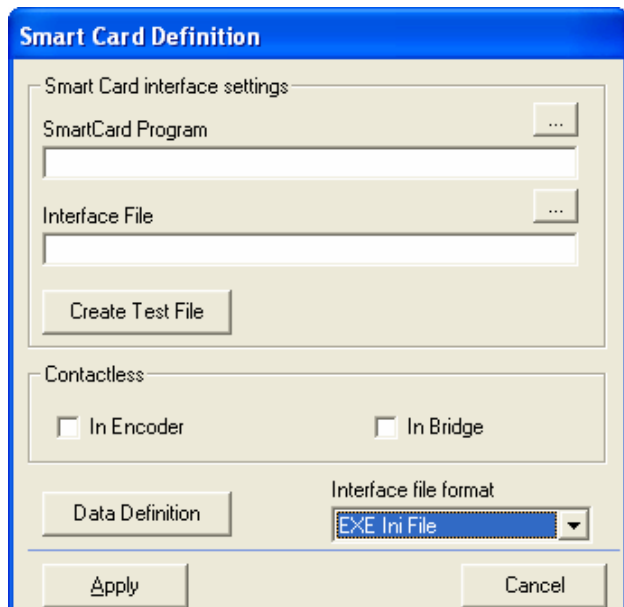 Smart Card Definition
Smart Card interface settings
...
SmartCard Program
...
Interface File
Create Test File
Contactless
In Encoder
In Bridge
Interface file format
Data Definition
EXE Ini File
Apply
Cancel